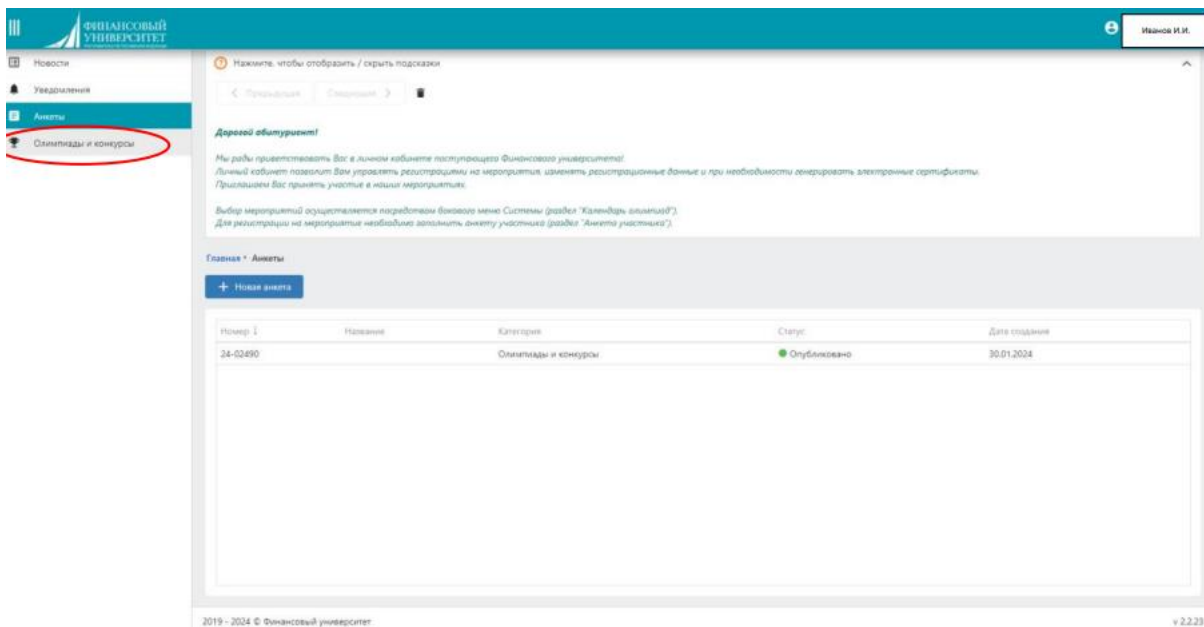 ФИНАНСОВЫЙ
УНИВЕРСИТЕТ
Иванов И.И.
Новости
Уведомления
Анкеты
Олимпиады и конкурсы
Нажмите, чтобы отобразить / скрыть подсказки
Предыдущая Следующая
Дорогой абитуриент!
Мы рады приветствовать Вас в личном кабинете поступающего Финансового университета!
Личный кабинет позволит Вам управлять регистрациями на мероприятия, изменять регистрационные данные и при необходимости генерировать электронные сертификаты.
Приглашаем Вас принять участие в наших мероприятиях.
Выбор мероприятий осуществляется посредством бокового меню Системы (раздел "Календарь олимпиад").
Для регистрации на мероприятие необходимо заполнить анкету участника (раздел "Анкета участника").
Главная • Анкеты
+ Новая анкета
Номер ↓ Название Категория Статус Дата создания
24-02490 Олимпиады и конкурсы Опубликовано 30.01.2024
2019 - 2024 © Финансовый университет v 2.2.23